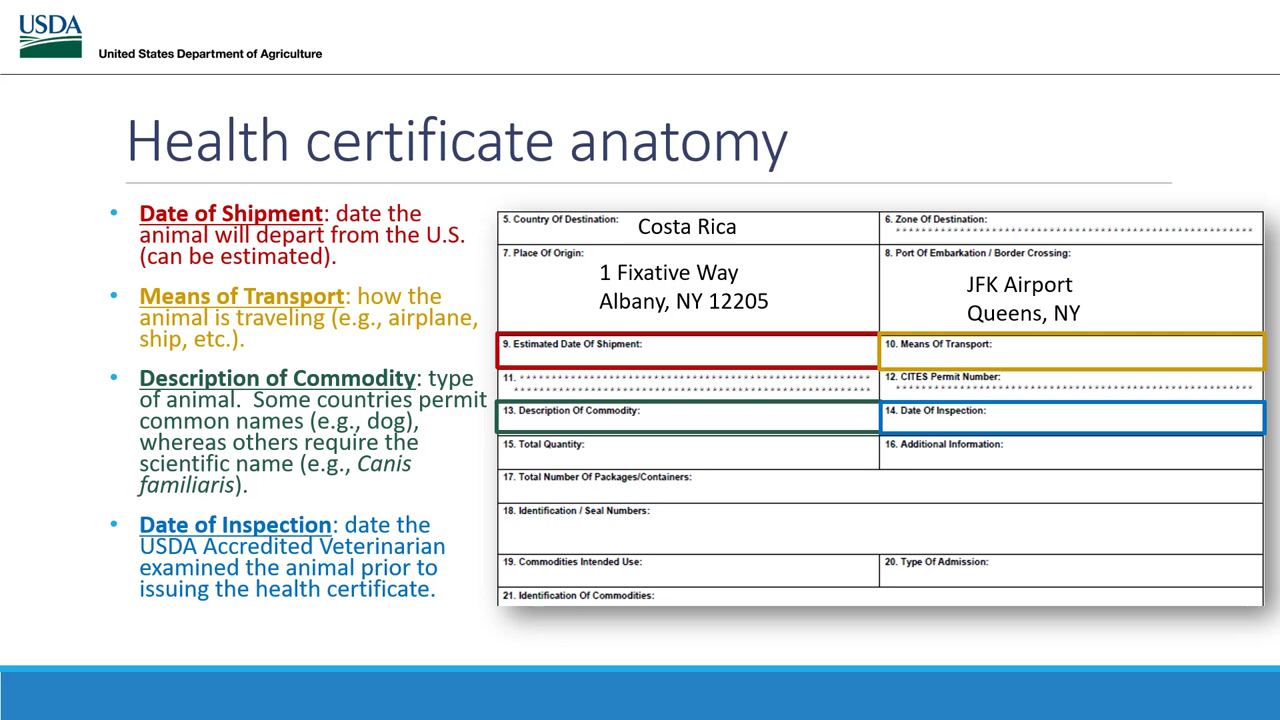 USDA
United States Department of Agriculture
Health certificate anatomy
• Date of Shipment: date the
animal will depart from the U.S.
(can be estimated).
• Means of Transport: how the
animal is traveling (e.g., airplane,
ship, etc.).
• Description of Commodity: type
of animal.  Some countries permit
common names (e.g., dog),
whereas others require the
scientific name (e.g., Canis
familiaris).
• Date of Inspection: date the
USDA Accredited Veterinarian
examined the animal prior to
issuing the health certificate.
5. Country Of Destination:
Costa Rica
6. Zone Of Destination:
* * * * * * * * * * * * * * * * * * * * * * * * * * * * * * * * * * * * * * * * * * * * * * * * * * * * * * * * * *
7. Place Of Origin:
1 Fixative Way
Albany, NY 12205
8. Port Of Embarkation / Border Crossing:
JFK Airport
Queens, NY
9. Estimated Date Of Shipment:
10. Means Of Transport:
11. * * * * * * * * * * * * * * * * * * * * * * * * * * * * * * * * * * * * * * * * * * * * * * * * * * * * * * * * * *
* * * * * * * * * * * * * * * * * * * * * * * * * * * * * * * * * * * * * * * * * * * * * * * * * * * * * * * * * *
12. CITES Permit Number:
* * * * * * * * * * * * * * * * * * * * * * * * * * * * * * * * * * * * * * * * * * * * * * * * * * * * * * * * * *
13. Description Of Commodity:
14. Date Of Inspection:
15. Total Quantity:
16. Additional Information:
17. Total Number Of Packages/Containers:
18. Identification / Seal Numbers:
19. Commodities Intended Use:
20. Type Of Admission:
21. Identification Of Commodities: